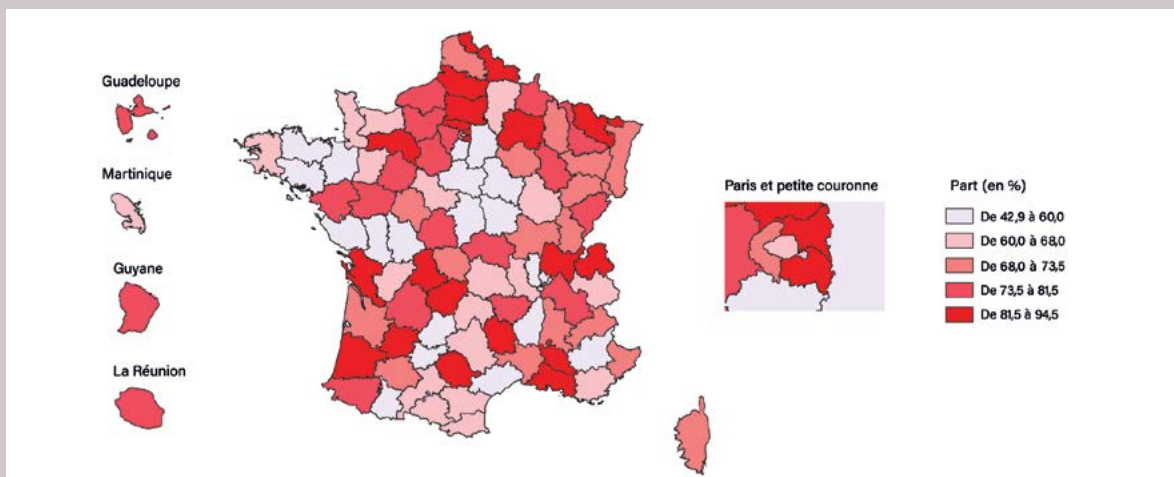 Guadeloupe
Martinique
Guyane
La Réunion
Paris et petite couronne
Part (en %)
De 42,9 à 60,0
De 60,0 à 68,0
De 68,0 à 73,5
De 73,5 à 81,5
De 81,5 à 94,5